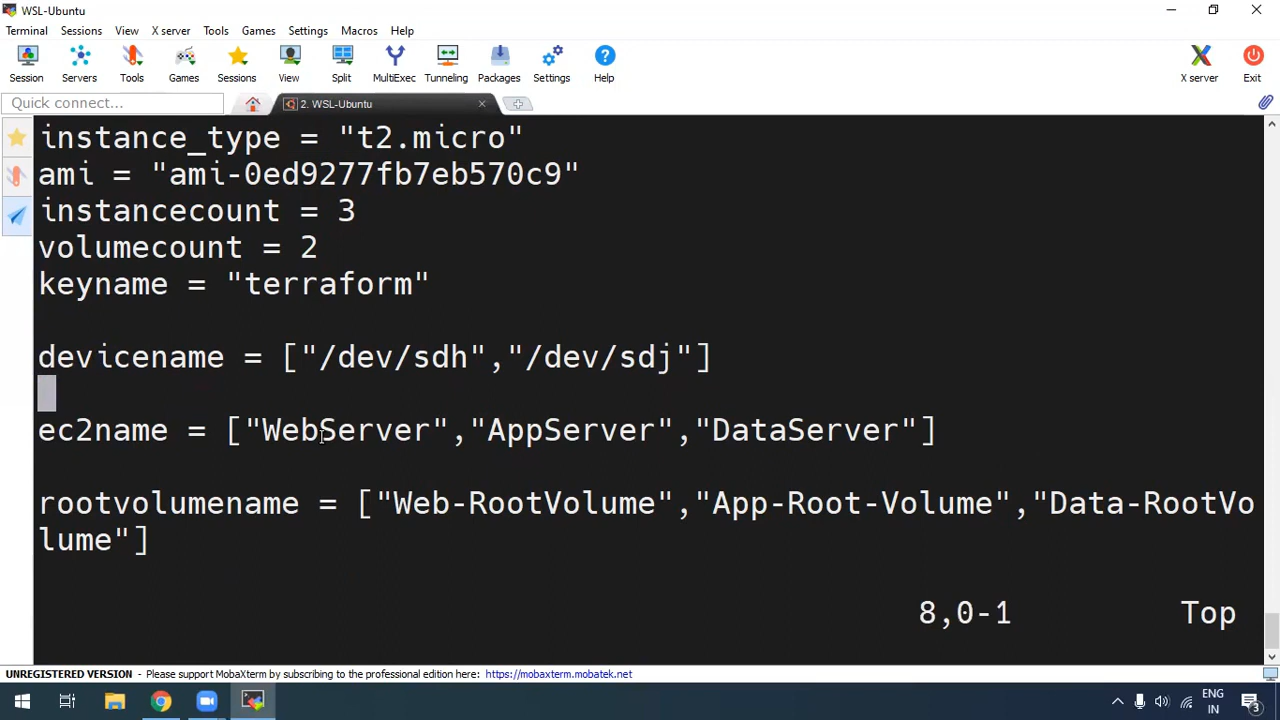 WSL-Ubuntu
Terminal Sessions View X server Tools Games Settings Macros Help
Session Servers Tools Games Sessions View Split MultiExec Tunneling Packages Settings Help X server Exit
Quick connect... 2. WSL-Ubuntu
instance_type = "t2.micro"
ami = "ami-0ed9277fb7eb570c9"
instancecount = 3
volumecount = 2
keyname = "terraform"
devicename = ["/dev/sdh","/dev/sdj"]
ec2name = ["WebServer","AppServer","DataServer"]
rootvolumename = ["Web-RootVolume","App-Root-Volume","Data-RootVo
lume"]
8,0-1 Top
UNREGISTERED VERSION - Please support MobaXterm by subscribing to the professional edition here: https://mobaxterm.mobatek.net
ENG
IN
3